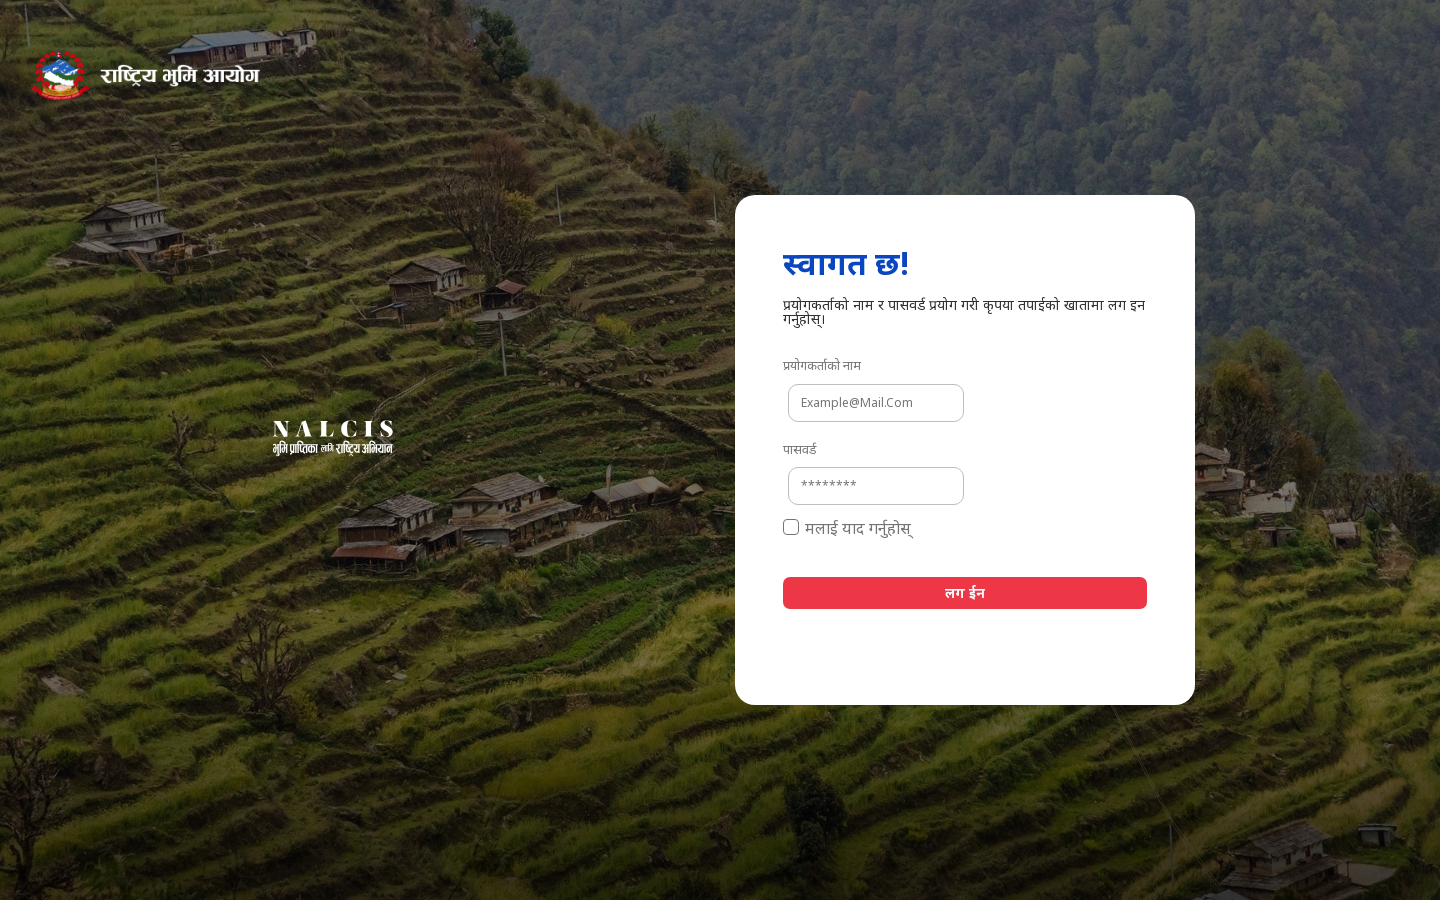 राष्ट्रिय भुमि आयोग
स्वागत छ!
प्रयोगकर्ताको नाम र पासवर्ड प्रयोग गरी कृपया तपाईको खातामा लग इन
गर्नुहोस्।
प्रयोगकर्ताको नाम
Example@Mail.Com
NALCIS
भुमि प्राप्तिका लागि राष्ट्रिय अभियान
पासवर्ड
********
मलाई याद गर्नुहोस्
लग ईन